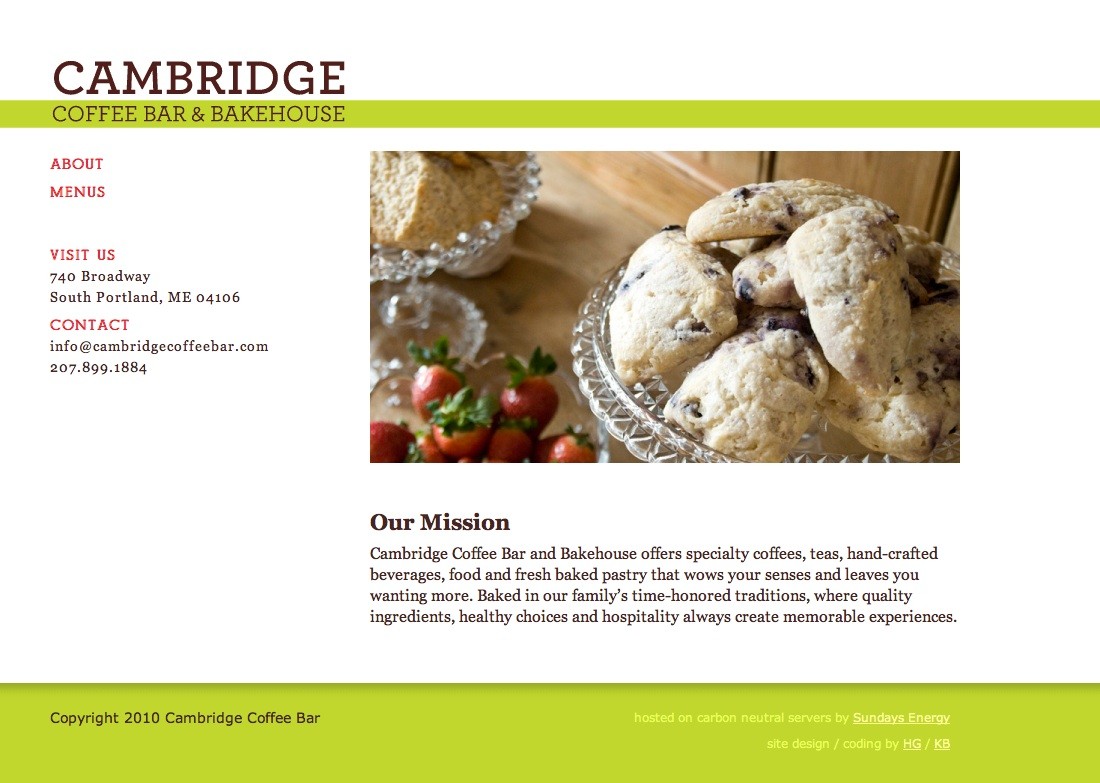 CAMBRIDGE
COFFEE BAR & BAKEHOUSE
ABOUT
MENUS
VISIT US
740 Broadway
South Portland, ME 04106
CONTACT
info@cambridgecoffeebar.com
207.899.1884
Our Mission
Cambridge Coffee Bar and Bakehouse offers specialty coffees, teas, hand-crafted
beverages, food and fresh baked pastry that wows your senses and leaves you
wanting more. Baked in our family’s time-honored traditions, where quality
ingredients, healthy choices and hospitality always create memorable experiences.
Copyright 2010 Cambridge Coffee Bar
hosted on carbon neutral servers by Sundays Energy
site design / coding by HG / KB